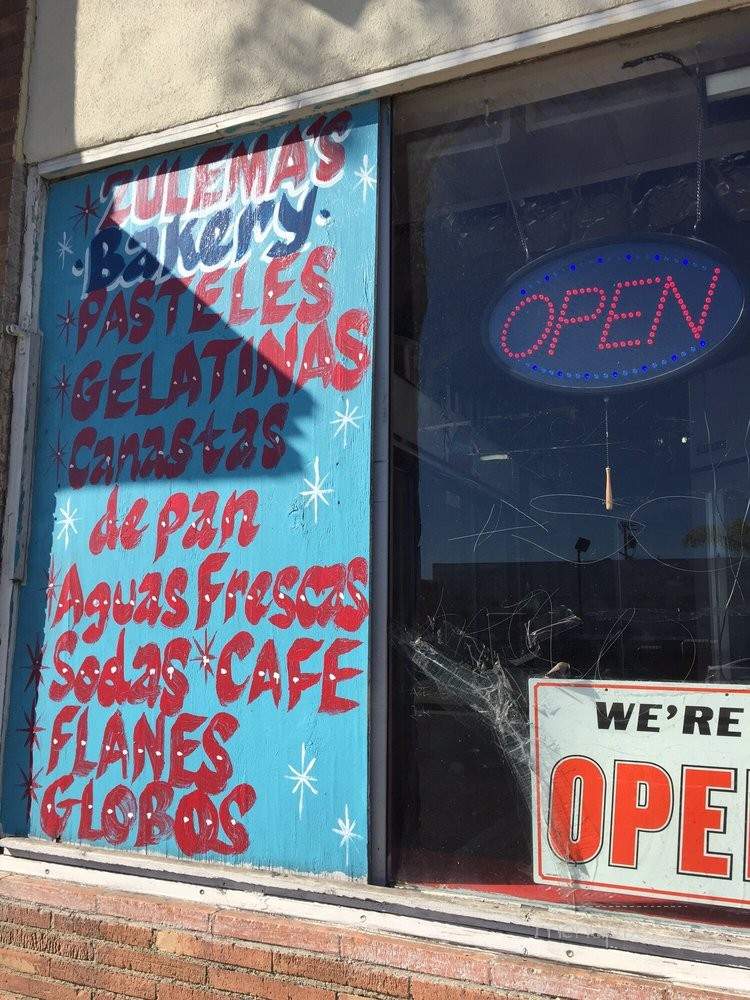 ZULEMA'S
Bakery.
PASTELES
GELATINAS
Canastas
de pan
Aguas Frescas
Sodas * CAFE
FLANES
GLOBOS
OPEN
WE'RE
OPE